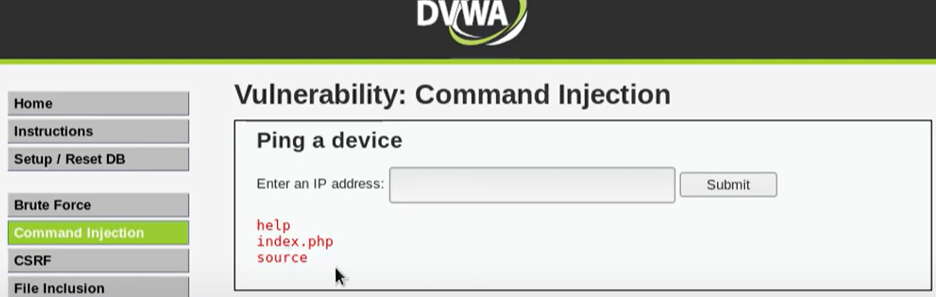 DVWA
Home
Instructions
Setup / Reset DB
Brute Force
Command Injection
CSRF
File Inclusion
Vulnerability: Command Injection
Ping a device
Enter an IP address: Submit
help
index.php
source